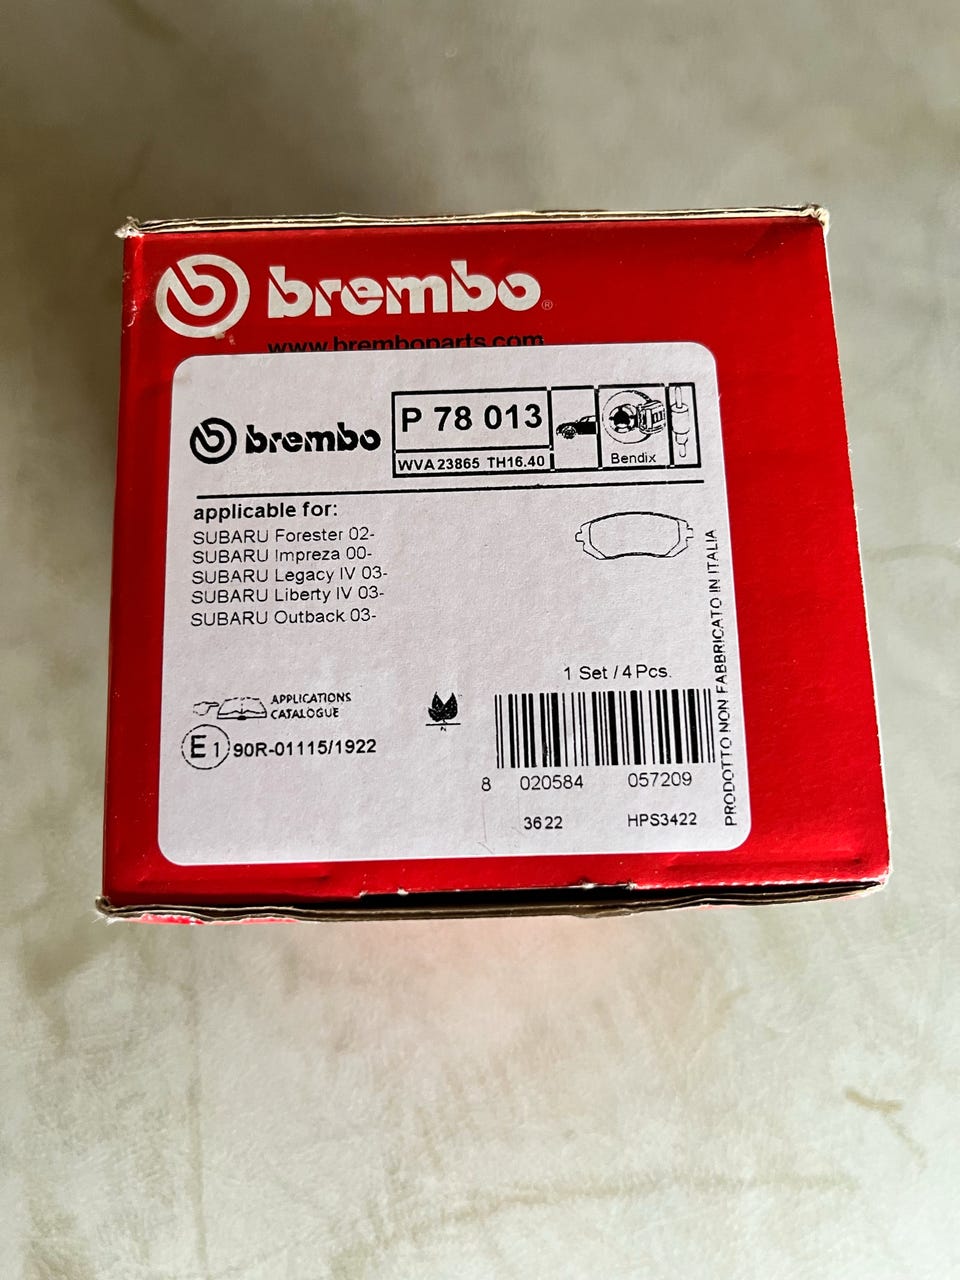 brembo®
www.bremboparts.com
brembo
P 78 013
WVA 23865 TH16.40
Bendix
applicable for:
SUBARU Forester 02-
SUBARU Impreza 00-
SUBARU Legacy IV 03-
SUBARU Liberty IV 03-
SUBARU Outback 03-
PRODOTTO NON FABBRICATO IN ITALIA
1 Set / 4 Pcs.
APPLICATIONS
CATALOGUE
E1 90R-01115/1922
8 020584 057209
3622 HPS3422